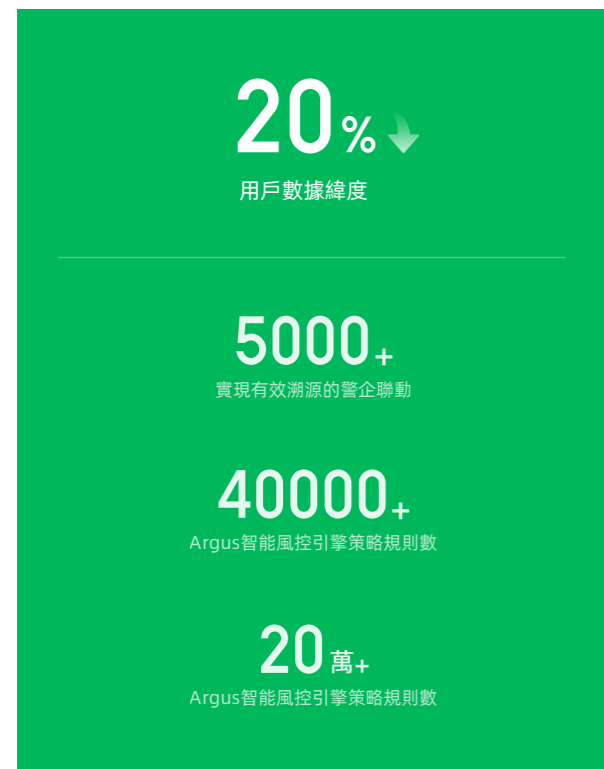 20%
用戶數據緯度
5000+
實現有效溯源的警企聯動
40000+
Argus智能風控引擎策略規則數
20萬+
Argus智能風控引擎策略規則數